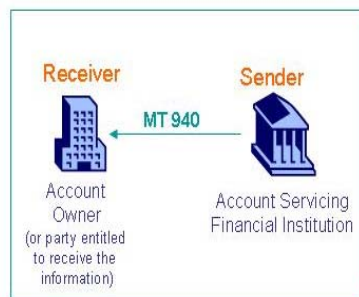 Receiver
Sender
MT 940
Account
Owner
(or party entitled
to receive the
information)
Account Servicing
Financial Institution